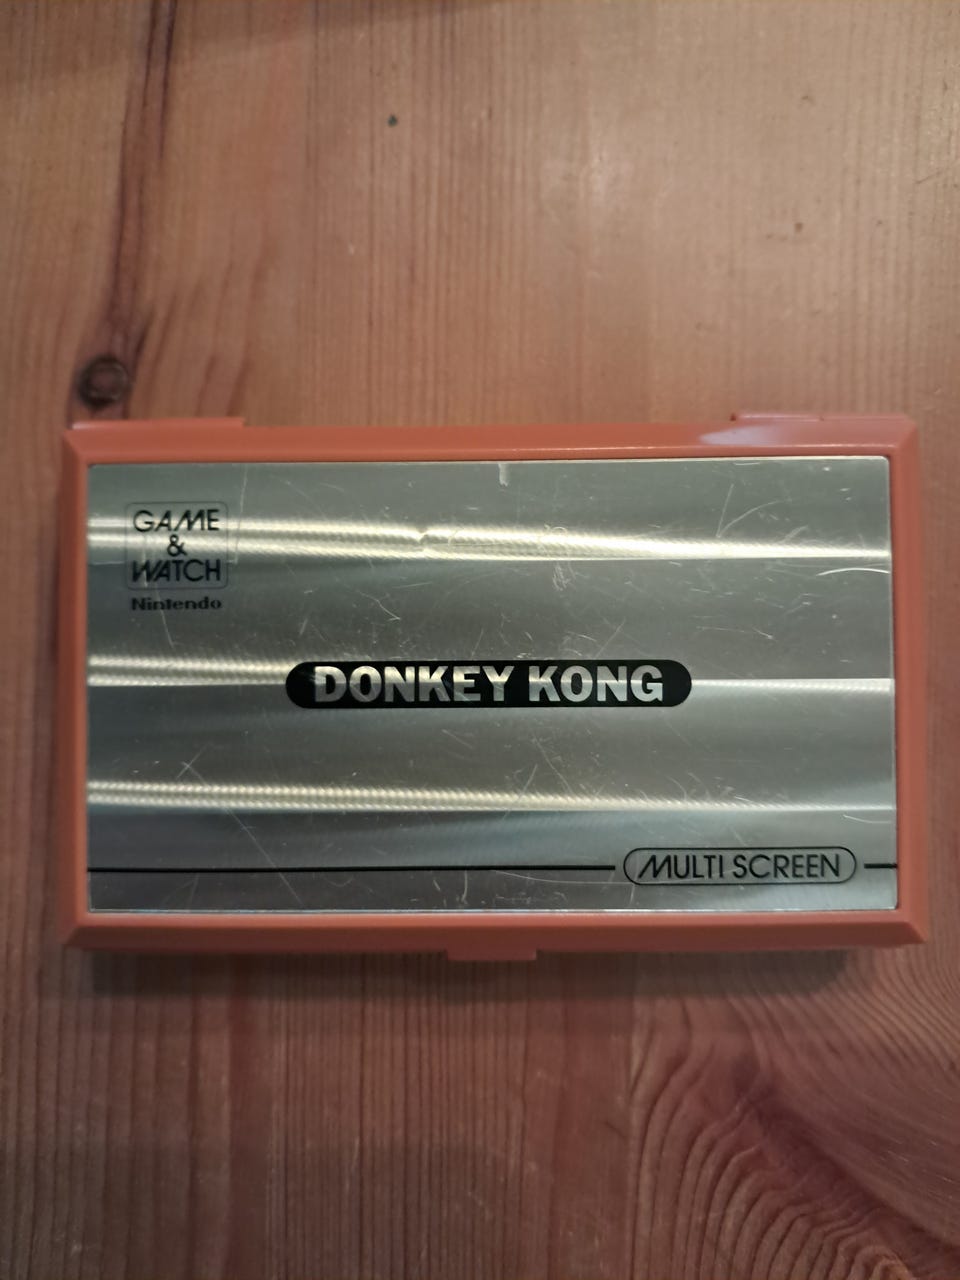 GAME
&
WATCH
Nintendo
DONKEY KONG
MULTI SCREEN